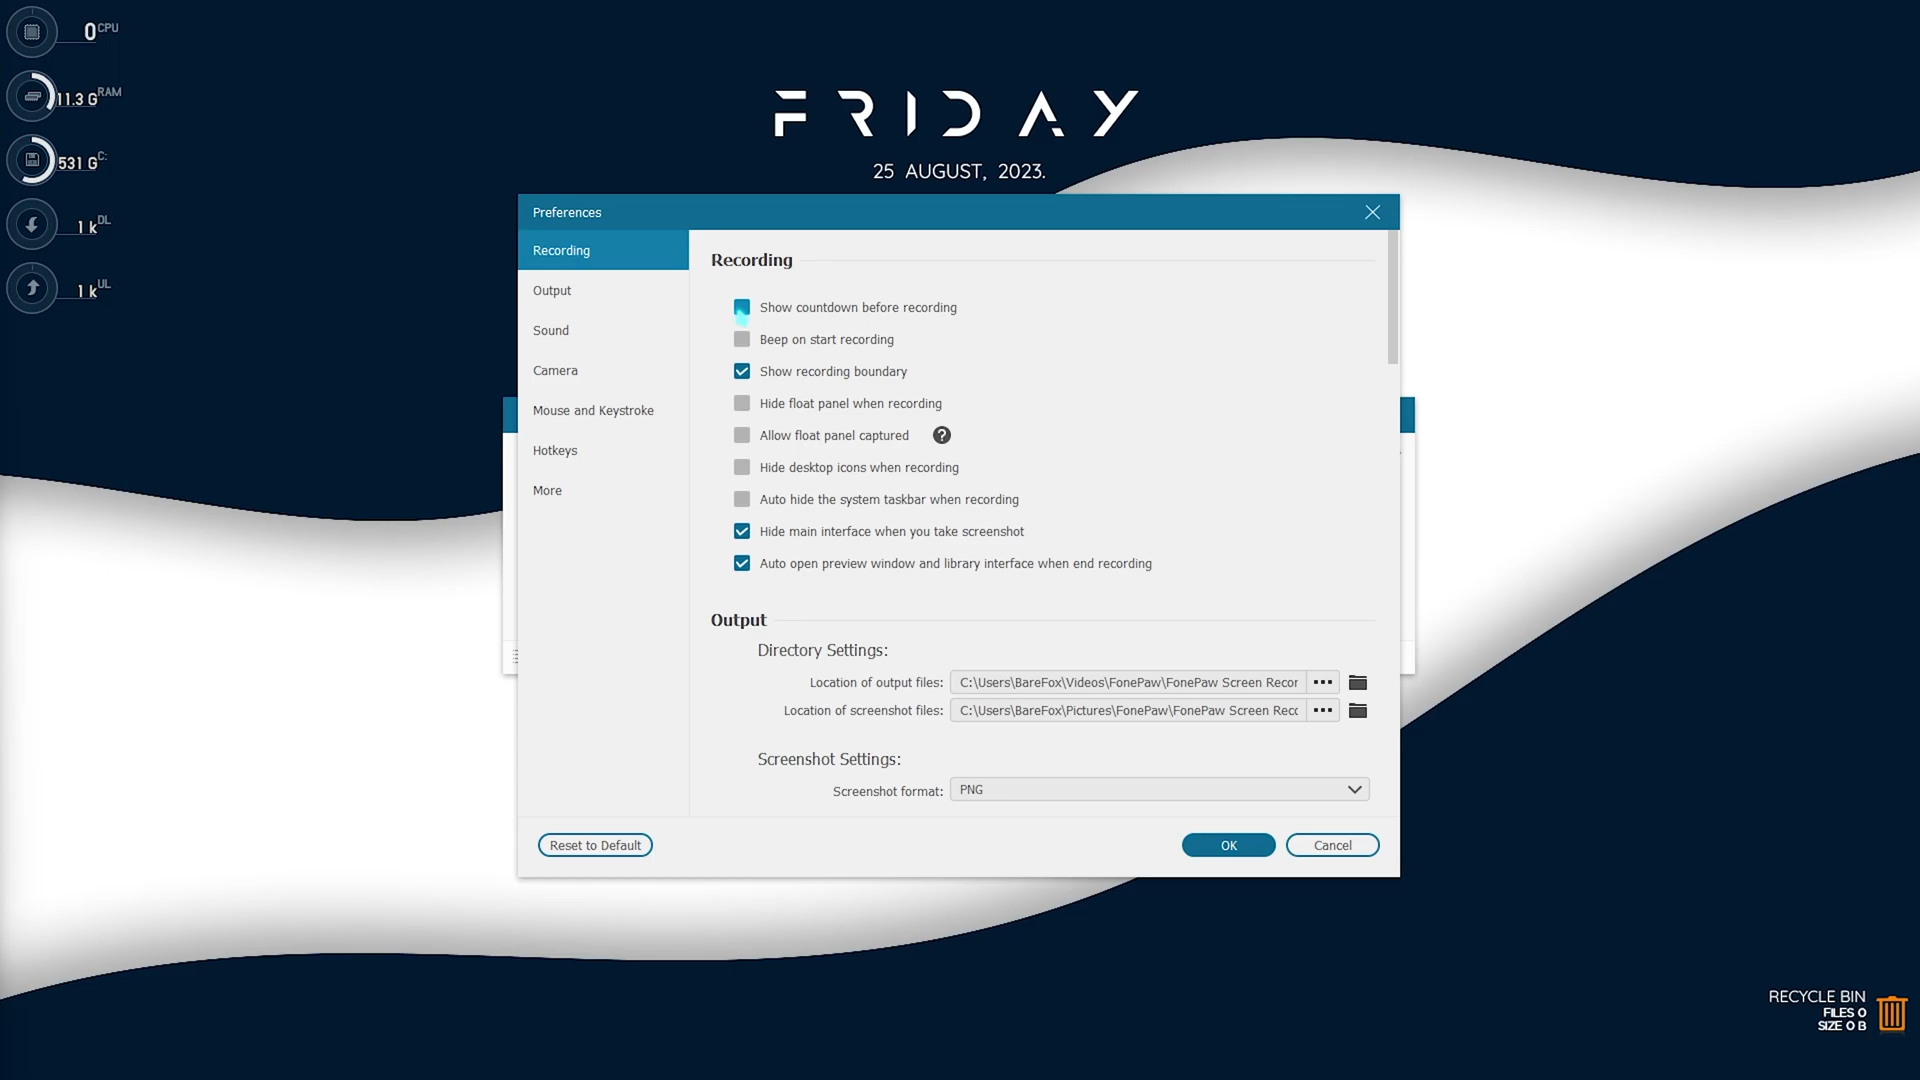 0 CPU
11.3 G RAM
531 G C:
1 k DL
1 k UL
FRIDAY
25 AUGUST, 2023.
Preferences
Recording
Output
Sound
Camera
Mouse and Keystroke
Hotkeys
More
Recording
Show countdown before recording
Beep on start recording
Show recording boundary
Hide float panel when recording
Allow float panel captured ?
Hide desktop icons when recording
Auto hide the system taskbar when recording
Hide main interface when you take screenshot
Auto open preview window and library interface when end recording
Output
Directory Settings:
Location of output files: C:\Users\BareFox\Videos\FonePaw\FonePaw Screen Recor ...
Location of screenshot files: C:\Users\BareFox\Pictures\FonePaw\FonePaw Screen Recc ...
Screenshot Settings:
Screenshot format: PNG
Reset to Default
OK
Cancel
RECYCLE BIN
FILES 0
SIZE 0 B